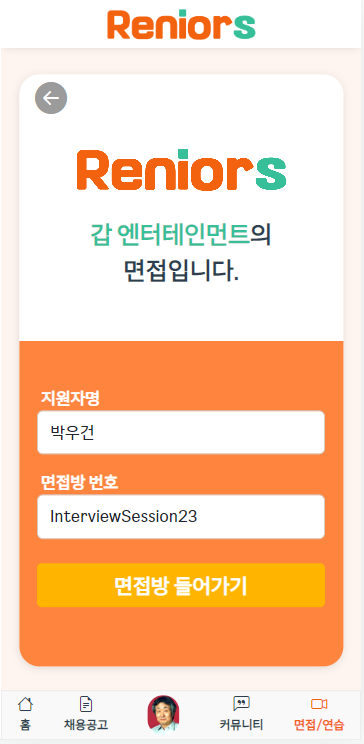 Reniors
Reniors
갑 엔터테인먼트의
면접입니다.
지원자명
박우건
면접방 번호
InterviewSession23
면접방 들어가기
홈
채용공고
커뮤니티
면접/연습